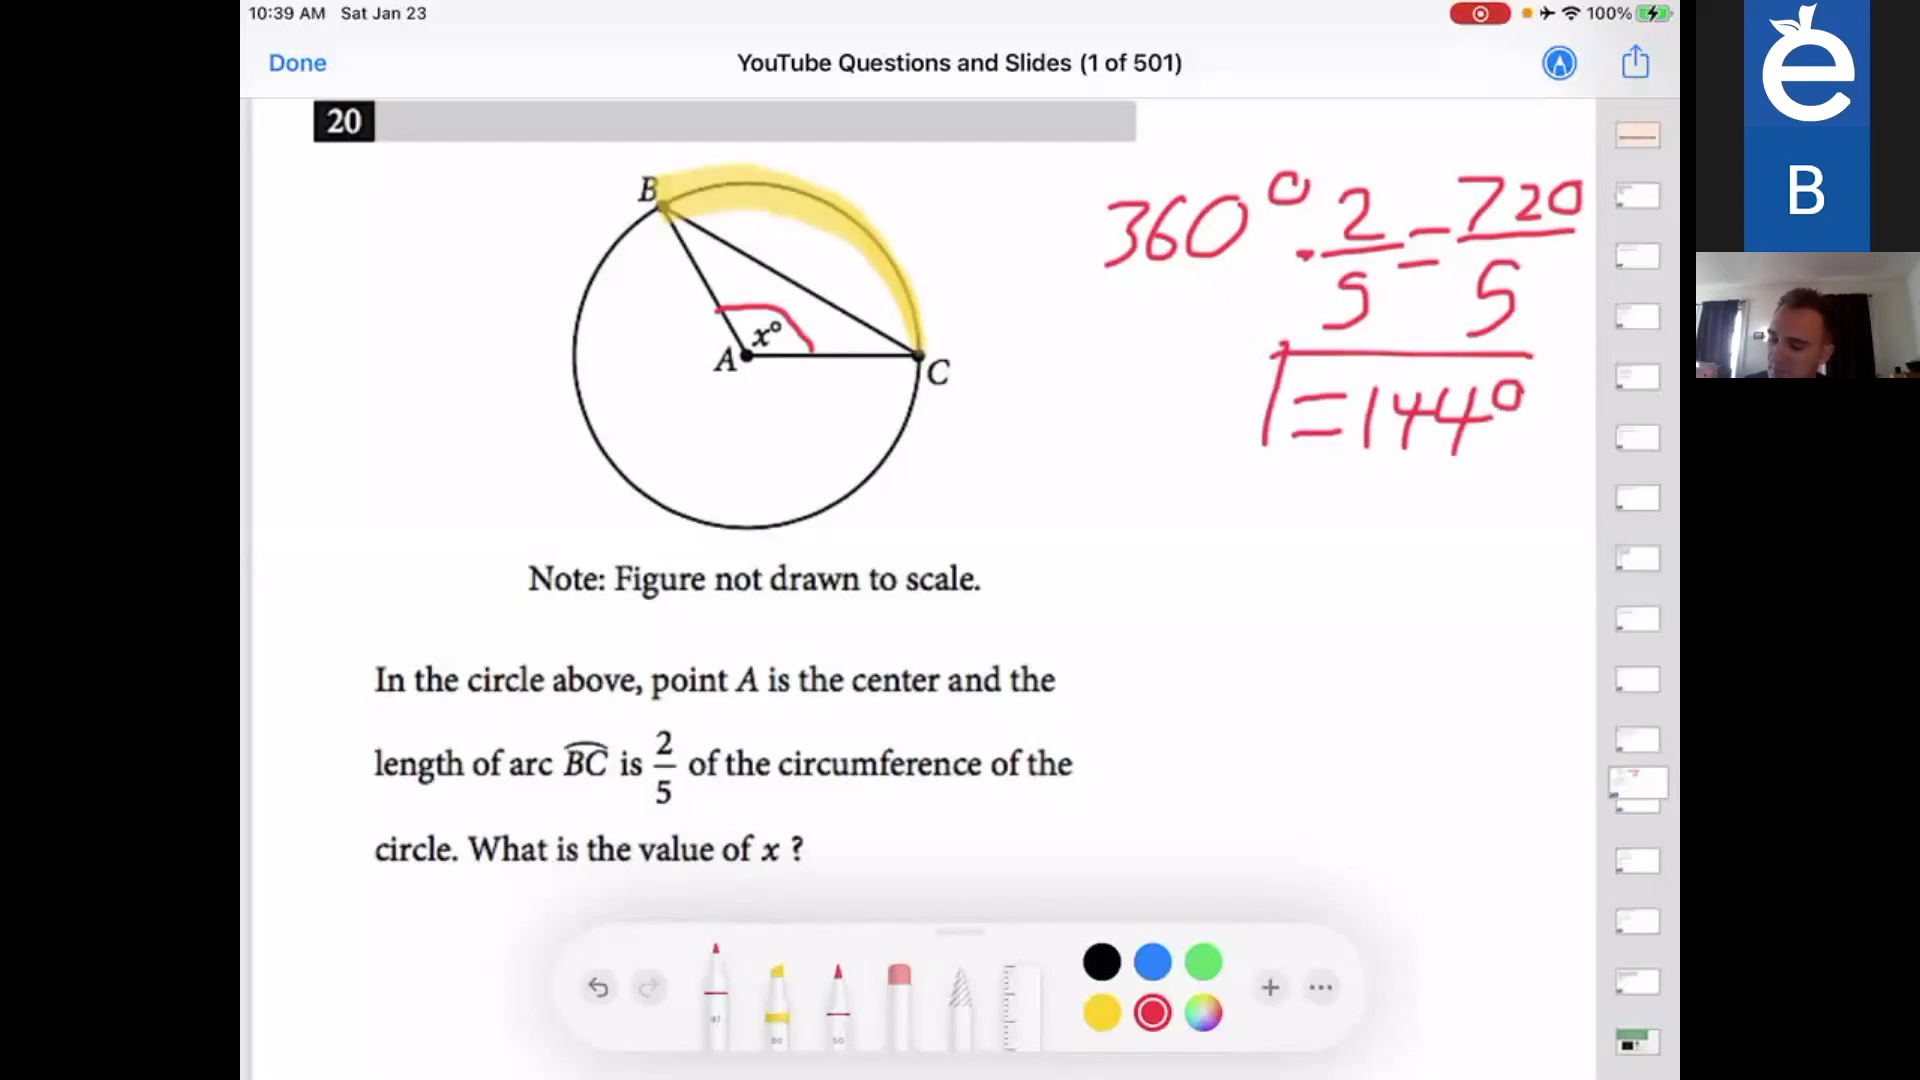 10:39 AM Sat Jan 23
100%
Done
YouTube Questions and Slides (1 of 501)
e
B
20
B
x°
A
C
360° · 2/5 = 720/5
= 144°
Note: Figure not drawn to scale.
In the circle above, point A is the center and the
length of arc BC is 2/5 of the circumference of the
circle. What is the value of x ?
80
50